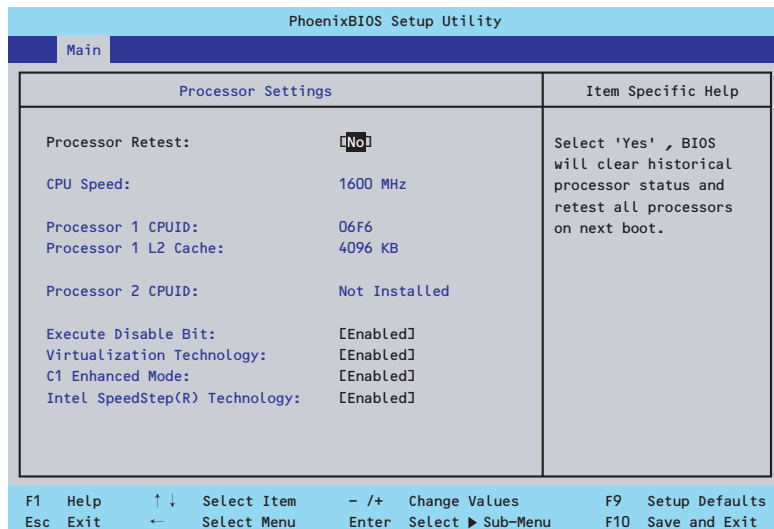 PhoenixBIOS Setup Utility
Main
Processor Settings
Item Specific Help
Processor Retest: [No]
CPU Speed: 1600 MHz
Processor 1 CPUID: 06F6
Processor 1 L2 Cache: 4096 KB
Processor 2 CPUID: Not Installed
Execute Disable Bit: [Enabled]
Virtualization Technology: [Enabled]
C1 Enhanced Mode: [Enabled]
Intel SpeedStep(R) Technology: [Enabled]
Select 'Yes' , BIOS
will clear historical
processor status and
retest all processors
on next boot.
F1 Help ↑↓ Select Item - /+ Change Values F9 Setup Defaults
Esc Exit ← Select Menu Enter Select ▶ Sub-Menu F10 Save and Exit